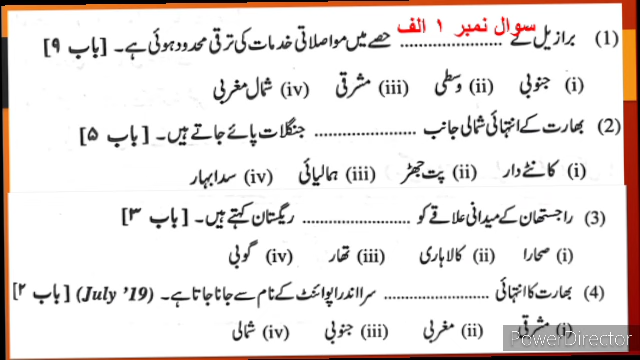 سوال نمبر ۱ الف
(1) برازیل کے .................... حصے میں مواصلاتی خدمات کی ترقی محدود ہوئی ہے۔ [باب ۹]
(i) جنوبی (ii) وسطی (iii) مشرقی (iv) شمال مغربی
(2) بھارت کے انتہائی شمالی جانب .................... جنگلات پائے جاتے ہیں۔ [باب ۵]
(i) کانٹے دار (ii) پت جھڑ (iii) ہمالیائی (iv) سدا بہار
(3) راجستھان کے میدانی علاقے کو .................... ریگستان کہتے ہیں۔ [باب ۳]
(i) صحارا (ii) کالاہاری (iii) تھار (iv) گوبی
(4) بھارت کا انتہائی .................... سرا اندرا پوائنٹ کے نام سے جانا جاتا ہے۔ (July '19) [باب ۲]
(i) مشرقی (ii) مغربی (iii) جنوبی (iv) شمالی
PowerDirector